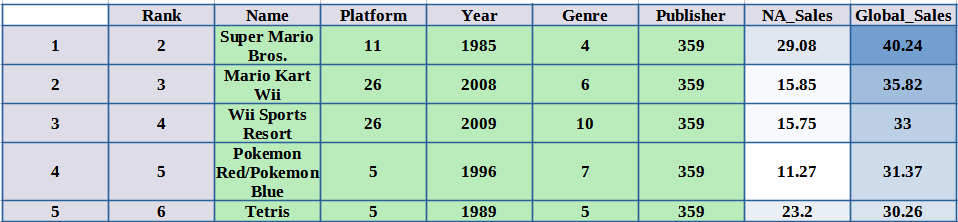 Rank Name Platform Year Genre Publisher NA_Sales Global_Sales
1 2 Super Mario Bros. 11 1985 4 359 29.08 40.24
2 3 Mario Kart Wii 26 2008 6 359 15.85 35.82
3 4 Wii Sports Resort 26 2009 10 359 15.75 33
4 5 Pokemon Red/Pokemon Blue 5 1996 7 359 11.27 31.37
5 6 Tetris 5 1989 5 359 23.2 30.26